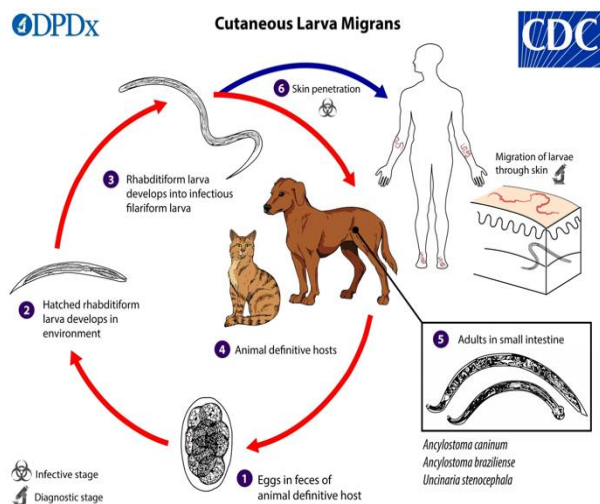 DPDx
Cutaneous Larva Migrans
CDC
6 Skin penetration
3 Rhabditiform larva
develops into infectious
filariform larva
Migration of larvae
through skin
2 Hatched rhabditiform
larva develops in
environment
4 Animal definitive hosts
5 Adults in small intestine
Ancylostoma caninum
Ancylostoma braziliense
Uncinaria stenocephala
1 Eggs in feces of
animal definitive host
Infective stage
Diagnostic stage